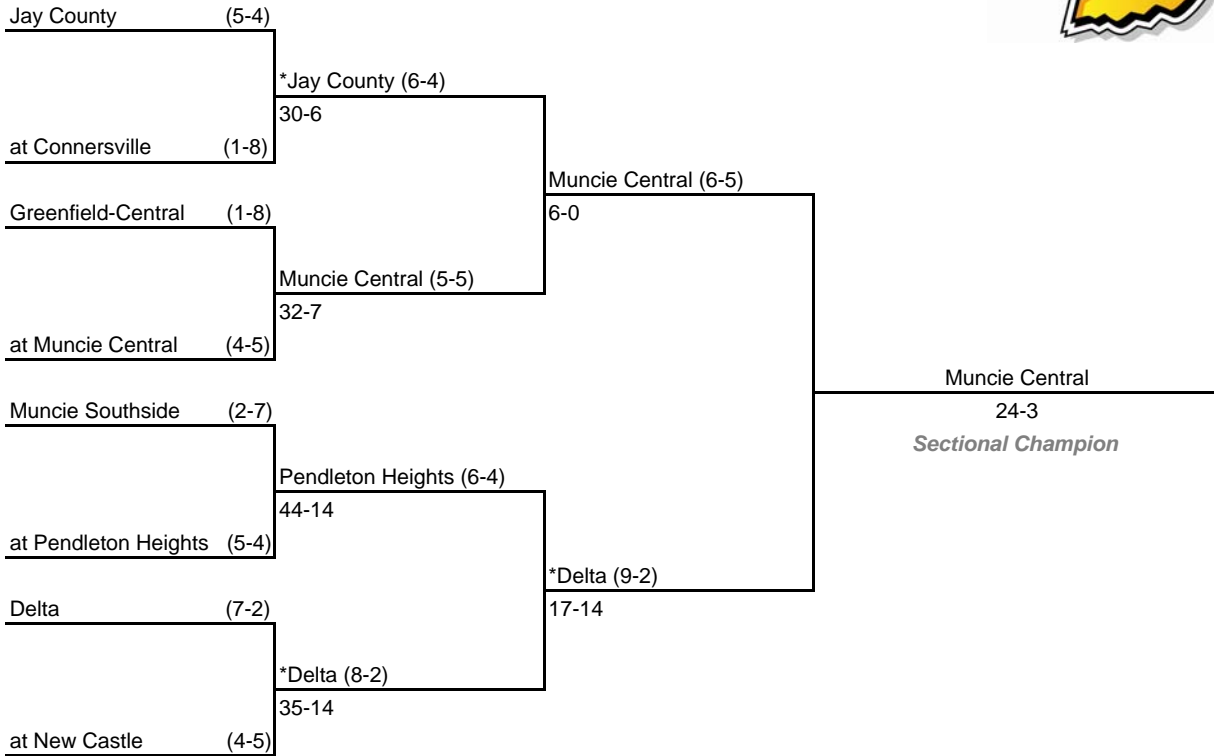 Jay County (5-4)
*Jay County (6-4)
30-6
at Connersville (1-8)
Muncie Central (6-5)
6-0
Greenfield-Central (1-8)
Muncie Central (5-5)
32-7
at Muncie Central (4-5)
Muncie Central
24-3
Sectional Champion
Muncie Southside (2-7)
Pendleton Heights (6-4)
44-14
at Pendleton Heights (5-4)
*Delta (9-2)
17-14
Delta (7-2)
*Delta (8-2)
35-14
at New Castle (4-5)